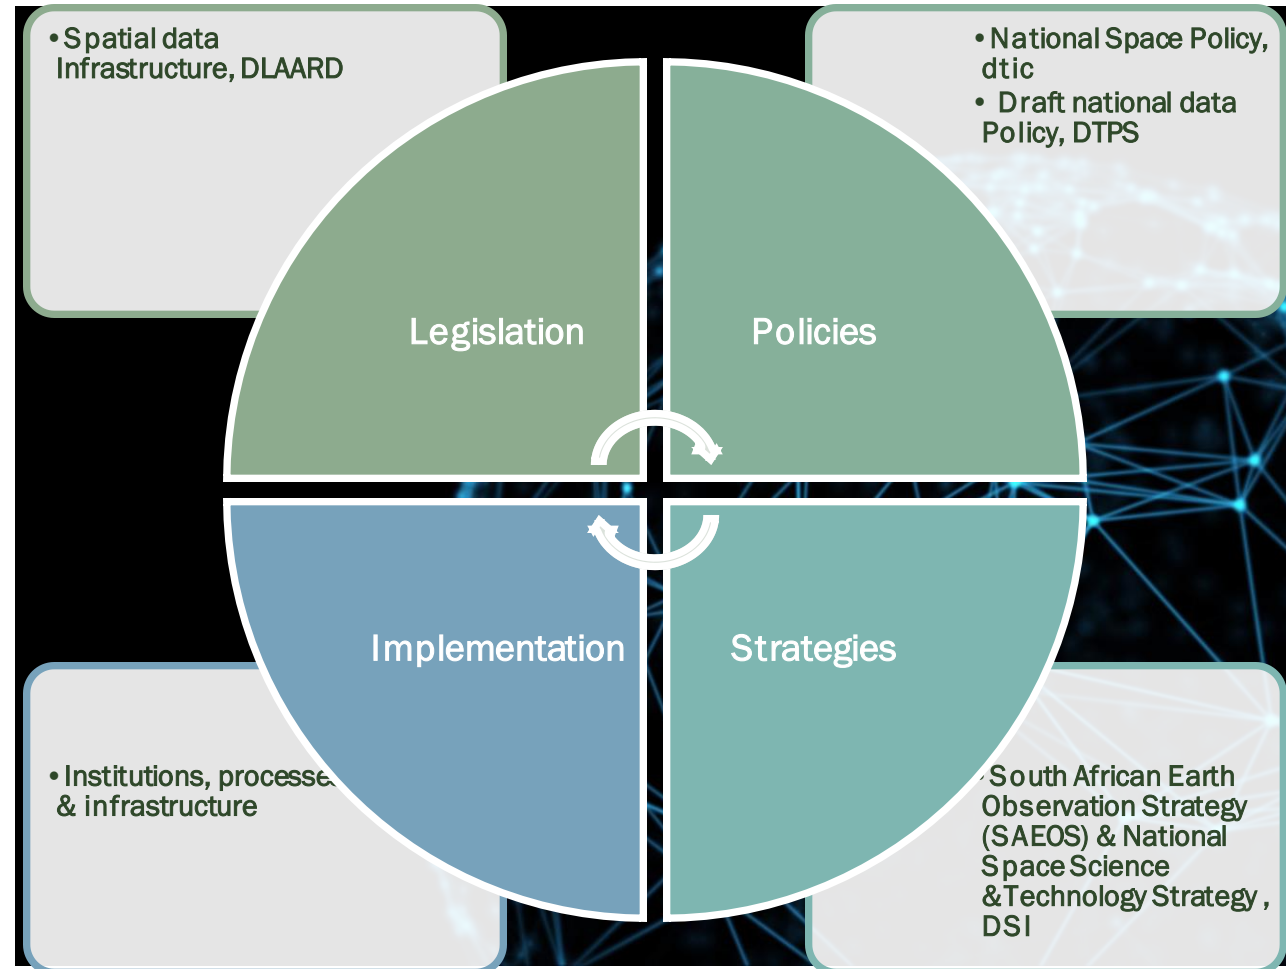 •Spatial data
Infrastructure, DLAARD
•National Space Policy,
dtic
• Draft national data
Policy, DTPS
Legislation
Policies
Implementation
Strategies
•Institutions, processes
& infrastructure
•South African Earth
Observation Strategy
(SAEOS) & National
Space Science
&Technology Strategy ,
DSI